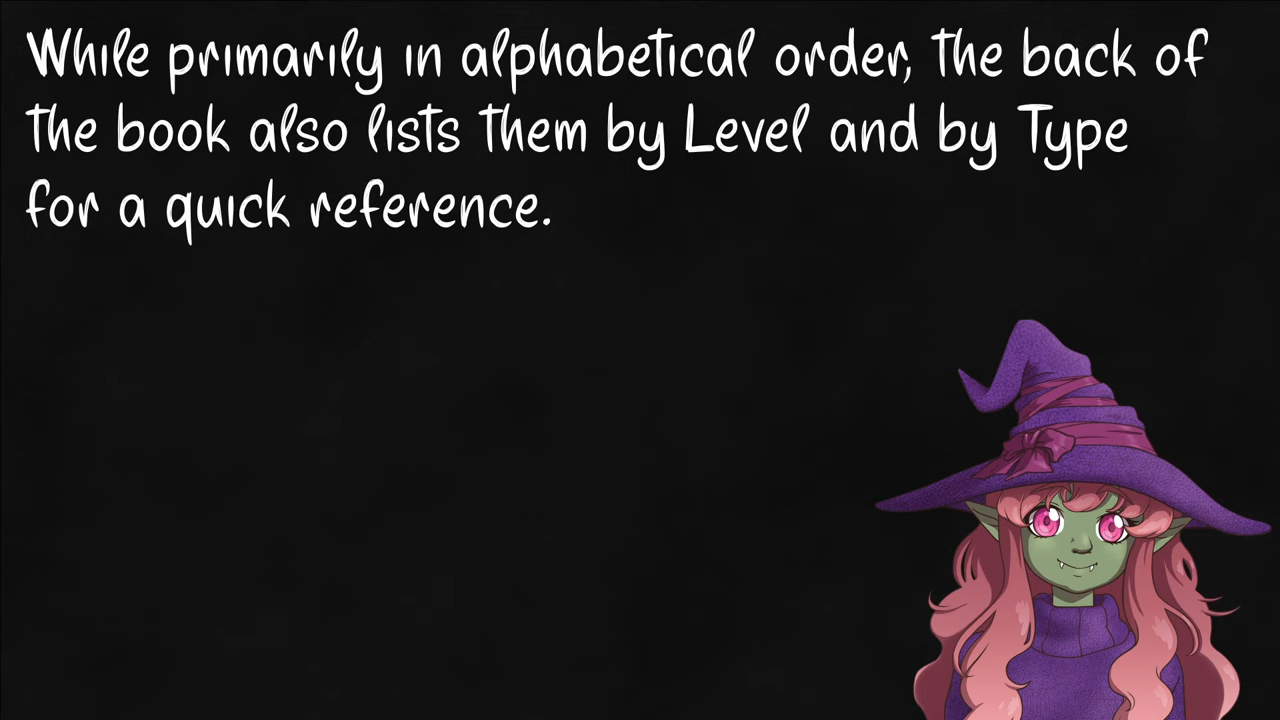 While primarily in alphabetical order, the back of
the book also lists them by Level and by Type
for a quick reference.